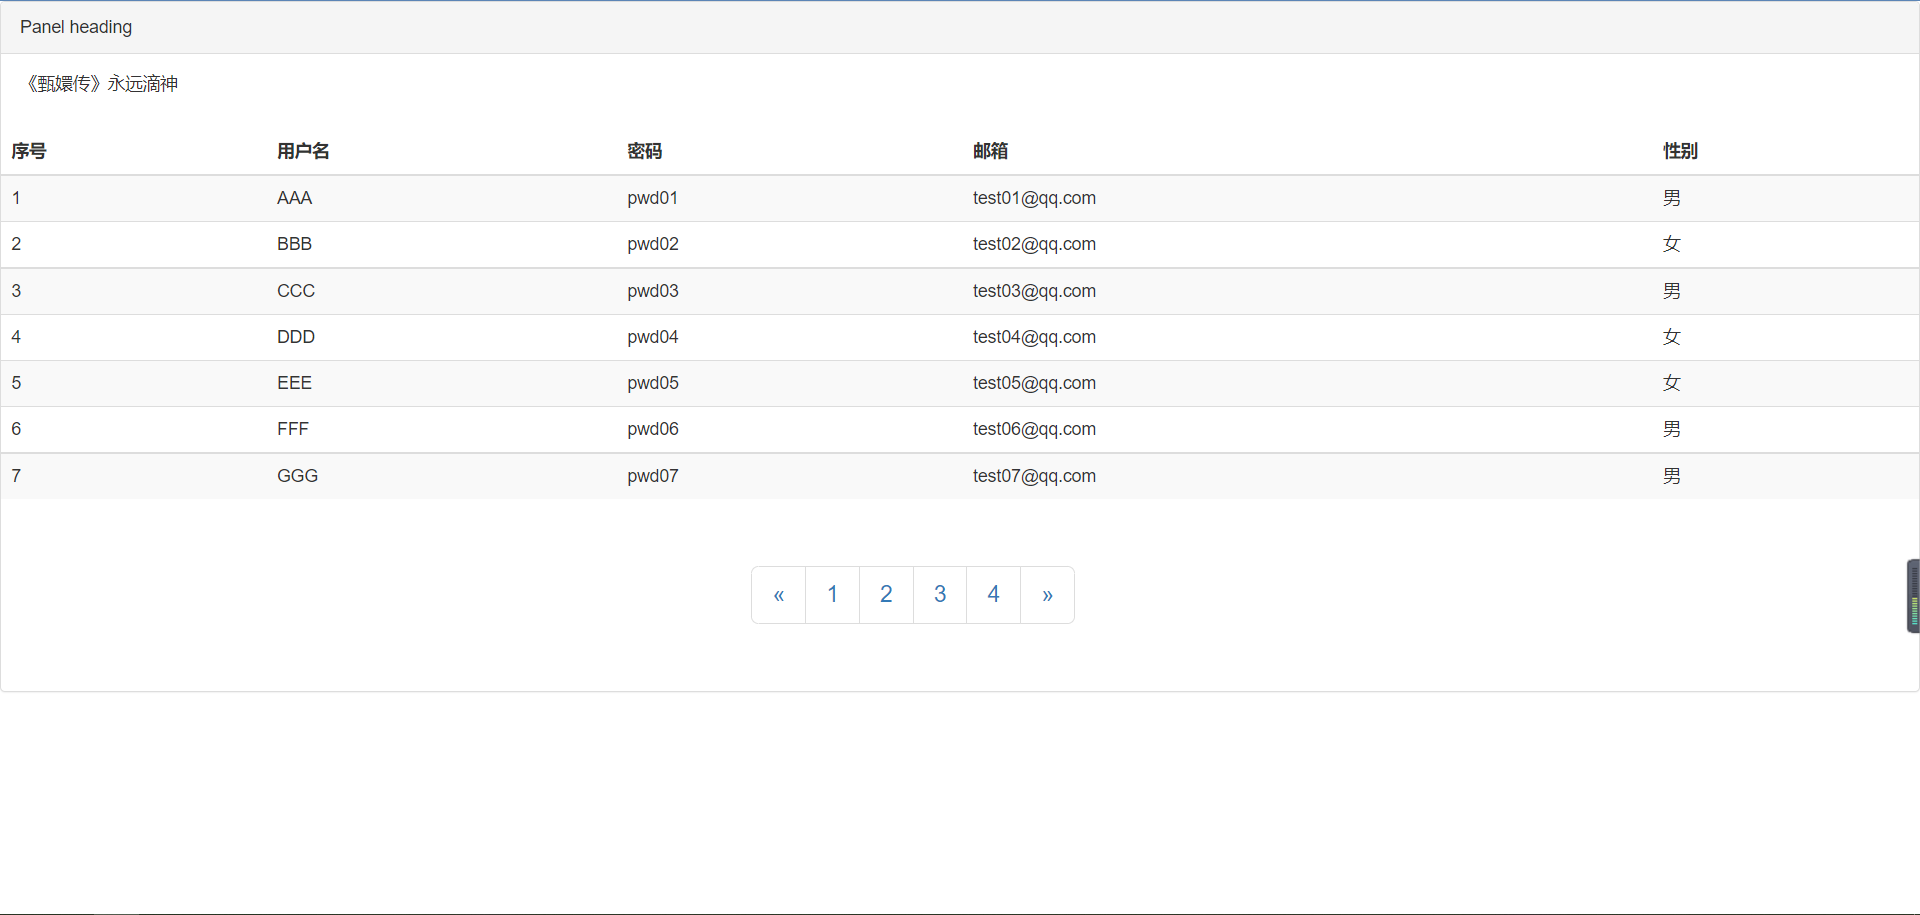 Panel heading
《甄嬛传》永远滴神
序号 用户名 密码 邮箱 性别
1 AAA pwd01 test01@qq.com 男
2 BBB pwd02 test02@qq.com 女
3 CCC pwd03 test03@qq.com 男
4 DDD pwd04 test04@qq.com 女
5 EEE pwd05 test05@qq.com 女
6 FFF pwd06 test06@qq.com 男
7 GGG pwd07 test07@qq.com 男
« 1 2 3 4 »